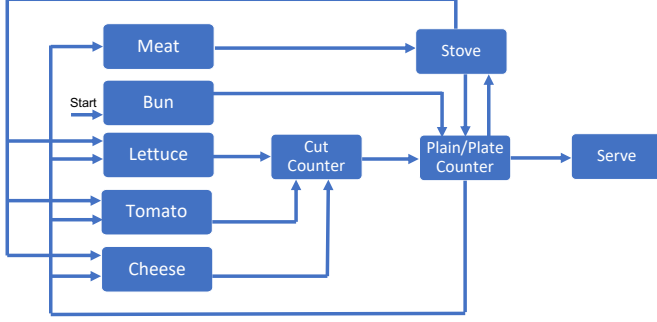 Meat
Stove
Start
Bun
Lettuce
Cut
Counter
Plain/Plate
Counter
Serve
Tomato
Cheese